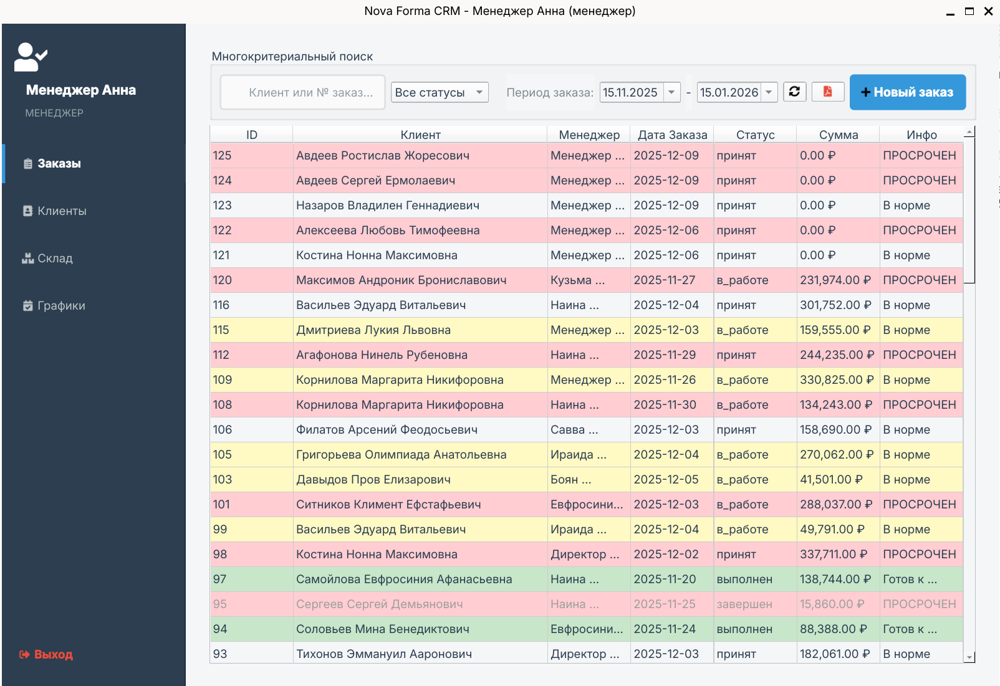 Nova Forma CRM - Менеджер Анна (менеджер)
Менеджер Анна
МЕНЕДЖЕР
Заказы
Клиенты
Склад
Графики
Выход
Многокритериальный поиск
Клиент или № заказ... Все статусы Период заказа: 15.11.2025 - 15.01.2026 Новый заказ
ID Клиент Менеджер Дата Заказа Статус Сумма Инфо
125 Авдеев Ростислав Жоресович Менеджер ... 2025-12-09 принят 0.00 ₽ ПРОСРОЧЕН
124 Авдеев Сергей Ермолаевич Менеджер ... 2025-12-09 принят 0.00 ₽ ПРОСРОЧЕН
123 Назаров Владилен Геннадиевич Менеджер ... 2025-12-09 принят 0.00 ₽ В норме
122 Алексеева Любовь Тимофеевна Менеджер ... 2025-12-06 принят 0.00 ₽ ПРОСРОЧЕН
121 Костина Нонна Максимовна Менеджер ... 2025-12-06 принят 0.00 ₽ В норме
120 Максимов Андроник Брониславович Кузьма ... 2025-11-27 в_работе 231,974.00 ₽ ПРОСРОЧЕН
116 Васильев Эдуард Витальевич Наина ... 2025-12-04 принят 301,752.00 ₽ В норме
115 Дмитриева Лукия Львовна Менеджер ... 2025-12-03 в_работе 159,555.00 ₽ В норме
112 Агафонова Нинель Рубеновна Наина ... 2025-11-29 принят 244,235.00 ₽ ПРОСРОЧЕН
109 Корнилова Маргарита Никифоровна Менеджер ... 2025-11-26 в_работе 330,825.00 ₽ В норме
108 Корнилова Маргарита Никифоровна Наина ... 2025-11-30 в_работе 134,243.00 ₽ ПРОСРОЧЕН
106 Филатов Арсений Феодосьевич Савва ... 2025-12-03 принят 158,690.00 ₽ В норме
105 Григорьева Олимпиада Анатольевна Ираида ... 2025-12-04 в_работе 270,062.00 ₽ В норме
103 Давыдов Пров Елизарович Боян ... 2025-12-05 в_работе 41,501.00 ₽ В норме
101 Ситников Климент Ефстафьевич Евфросини... 2025-12-03 в_работе 288,037.00 ₽ ПРОСРОЧЕН
99 Васильев Эдуард Витальевич Ираида ... 2025-12-04 в_работе 49,791.00 ₽ В норме
98 Костина Нонна Максимовна Директор ... 2025-12-02 принят 337,711.00 ₽ ПРОСРОЧЕН
97 Самойлова Евфросиния Афанасьевна Наина ... 2025-11-20 выполнен 138,744.00 ₽ Готов к ...
95 Сергеев Сергей Демьянович Наина ... 2025-11-25 завершен 15,860.00 ₽ ПРОСРОЧЕН
94 Соловьев Мина Бенедиктович Евфросини... 2025-11-24 выполнен 88,388.00 ₽ Готов к ...
93 Тихонов Эммануил Ааронович Директор ... 2025-12-03 принят 182,061.00 ₽ В норме